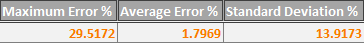 Maximum Error % Average Error % Standard Deviation %
29.5172 1.7969 13.9173